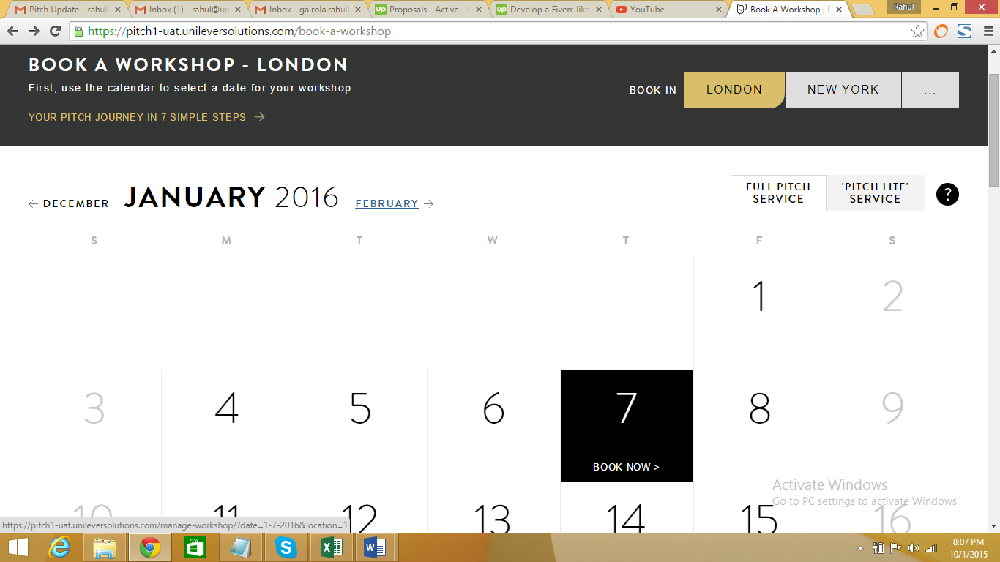 Pitch Update - rahul
Inbox (1) - rahul@un
Inbox - gairola.rahul
Up Proposals - Active - U
Up Develop a Fiverr-like
YouTube
Book A Workshop | P
Rahul
https://pitch1-uat.unileversolutions.com/book-a-workshop
BOOK A WORKSHOP - LONDON
First, use the calendar to select a date for your workshop.
YOUR PITCH JOURNEY IN 7 SIMPLE STEPS →
BOOK IN LONDON NEW YORK ...
← DECEMBER JANUARY 2016 FEBRUARY →
FULL PITCH SERVICE
'PITCH LITE' SERVICE
?
S M T W T F S
1 2
3 4 5 6 7 8 9
BOOK NOW >
10 11 12 13 14 15 16
Activate Windows
Go to PC settings to activate Windows.
https://pitch1-uat.unileversolutions.com/manage-workshop/?date=1-7-2016&location=1
8:07 PM
10/1/2015